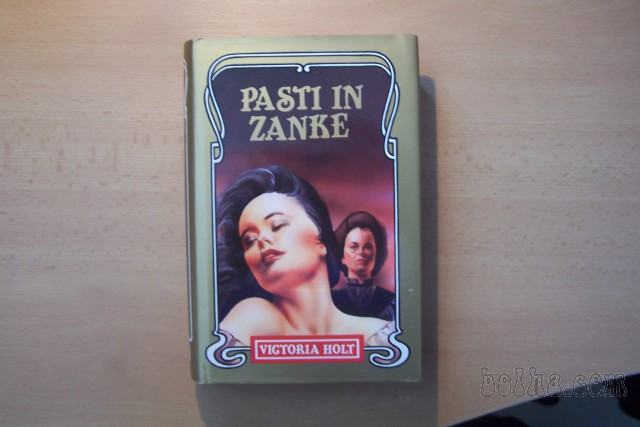 PASTI IN
ZANKE
VICTORIA HOLT
bolha.com